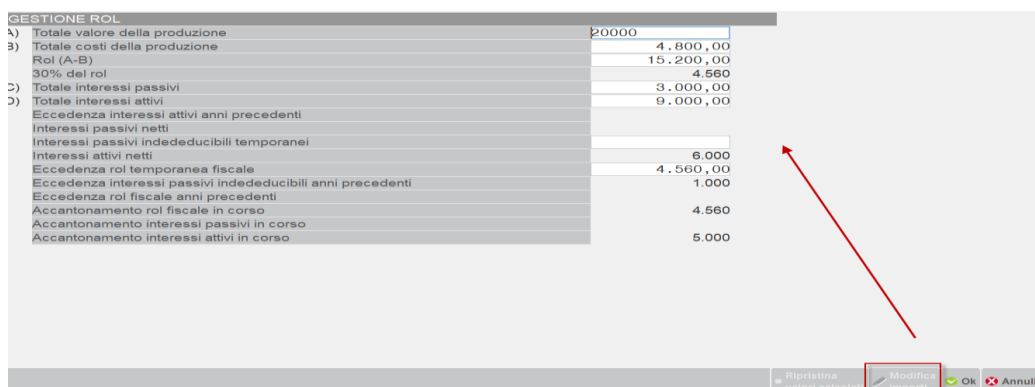 GESTIONE ROL
A) Totale valore della produzione 20000
B) Totale costi della produzione 4.800,00
Rol (A-B) 15.200,00
30% del rol 4.560
C) Totale interessi passivi 3.000,00
D) Totale interessi attivi 9.000,00
Eccedenza interessi attivi anni precedenti
Interessi passivi netti
Interessi passivi indededucibili temporanei
Interessi attivi netti 6.000
Eccedenza rol temporanea fiscale 4.560,00
Eccedenza interessi passivi indededucibili anni precedenti 1.000
Eccedenza rol fiscale anni precedenti
Accantonamento rol fiscale in corso 4.560
Accantonamento interessi passivi in corso
Accantonamento interessi attivi in corso 5.000
Ripristina Modifica
Ok Annull